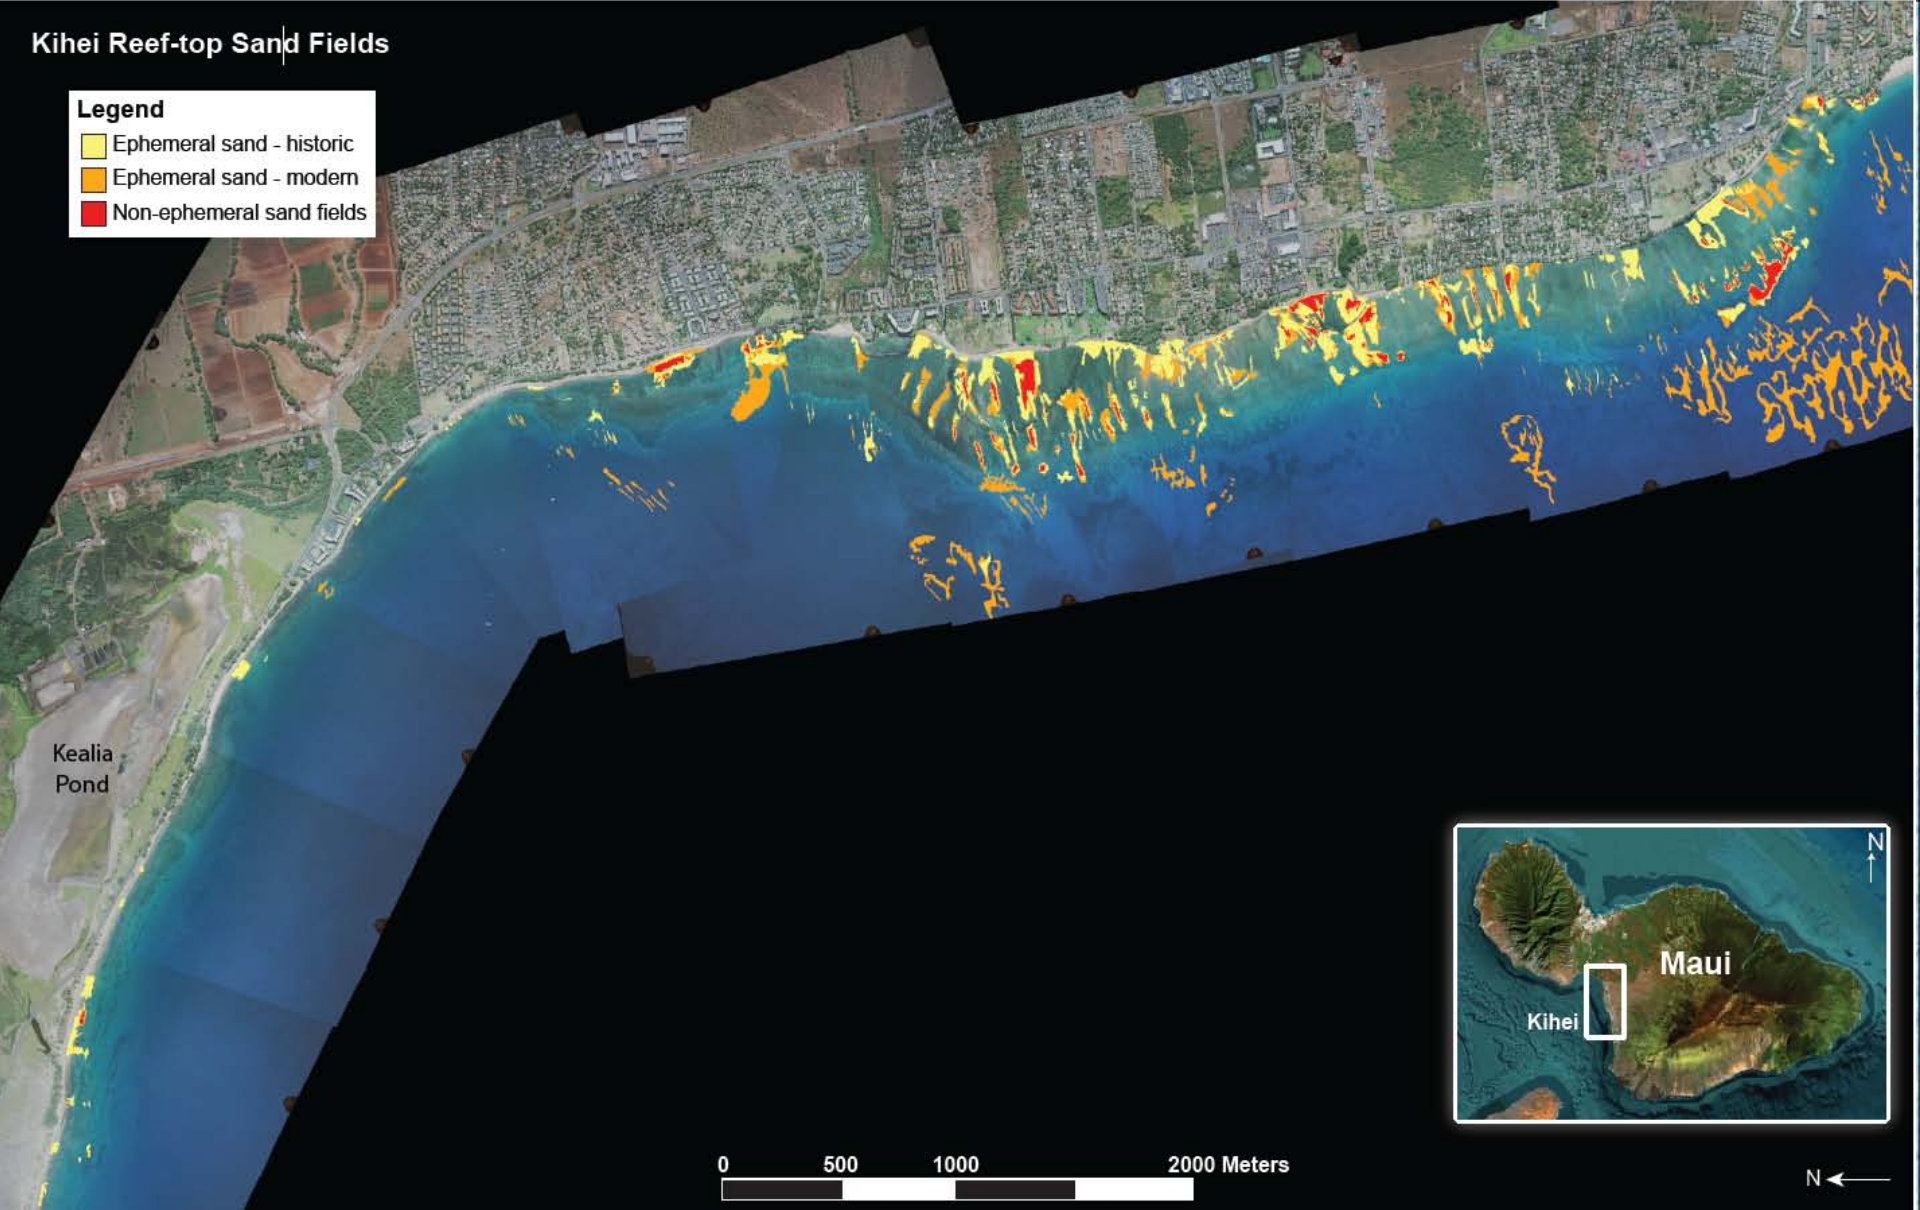 Kihei Reef-top Sand Fields
Legend
Ephemeral sand - historic
Ephemeral sand - modern
Non-ephemeral sand fields
Kealia
Pond
N
Maui
Kihei
0 500 1000 2000 Meters
N